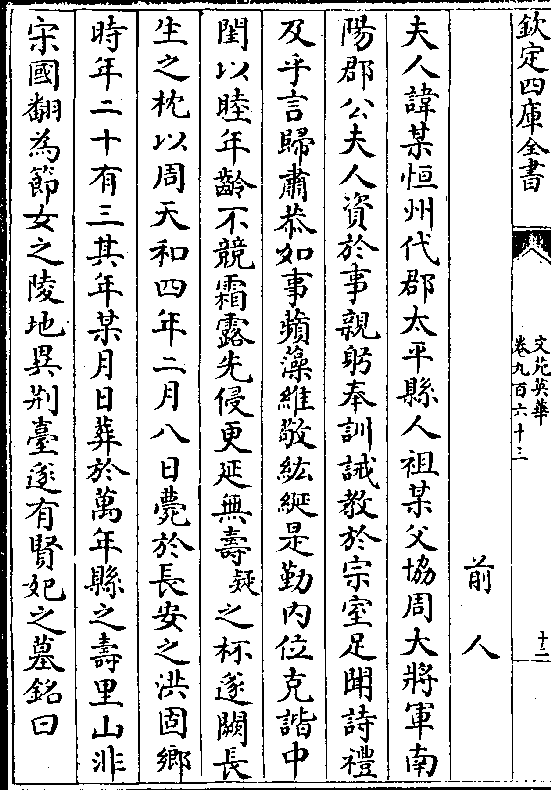 欽定四庫全書
文苑英華
卷九百六十三
十二
前人
夫人諱某恒州代郡太平縣人祖某父協周大將軍南
陽郡公夫人資於事親躬奉訓誡教於宗室足聞詩禮
及乎言歸肅恭如事蘋藻維敬紘綖是勤內位克諧中
閨以睦年齡不競霜露先侵更延無壽疑之杯遂闕長
生之枕以周天和四年二月八日薨於長安之洪固鄉
時年二十有三其年某月日葬於萬年縣之壽里山非
宋國翻為節女之陵地異荆臺遂有賢妃之墓銘曰